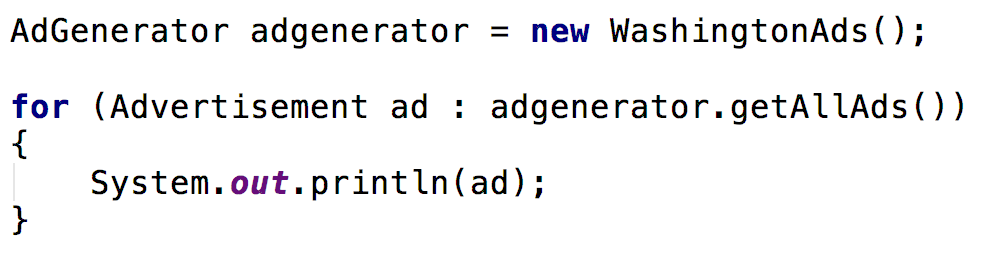 AdGenerator adgenerator = new WashingtonAds();
for (Advertisement ad : adgenerator.getAllAds())
{
System.out.println(ad);
}